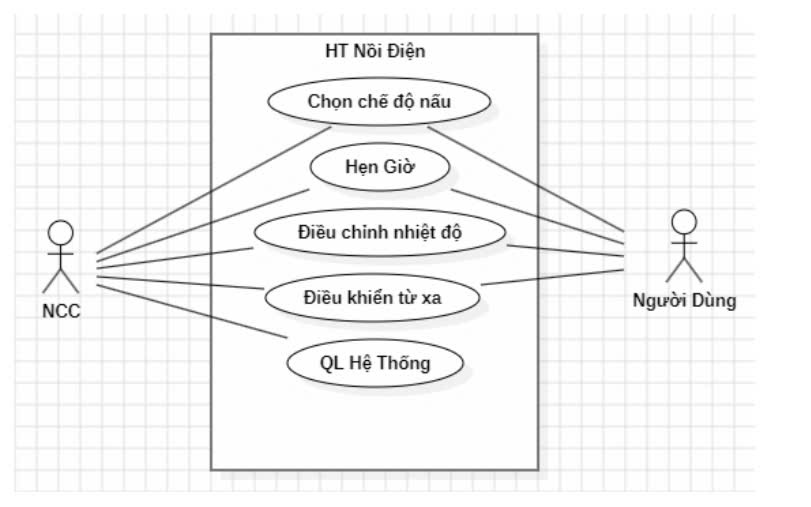 HT Nồi Điện
Chọn chế độ nấu
Hẹn Giờ
Điều chỉnh nhiệt độ
Điều khiển từ xa
QL Hệ Thống
NCC
Người Dùng